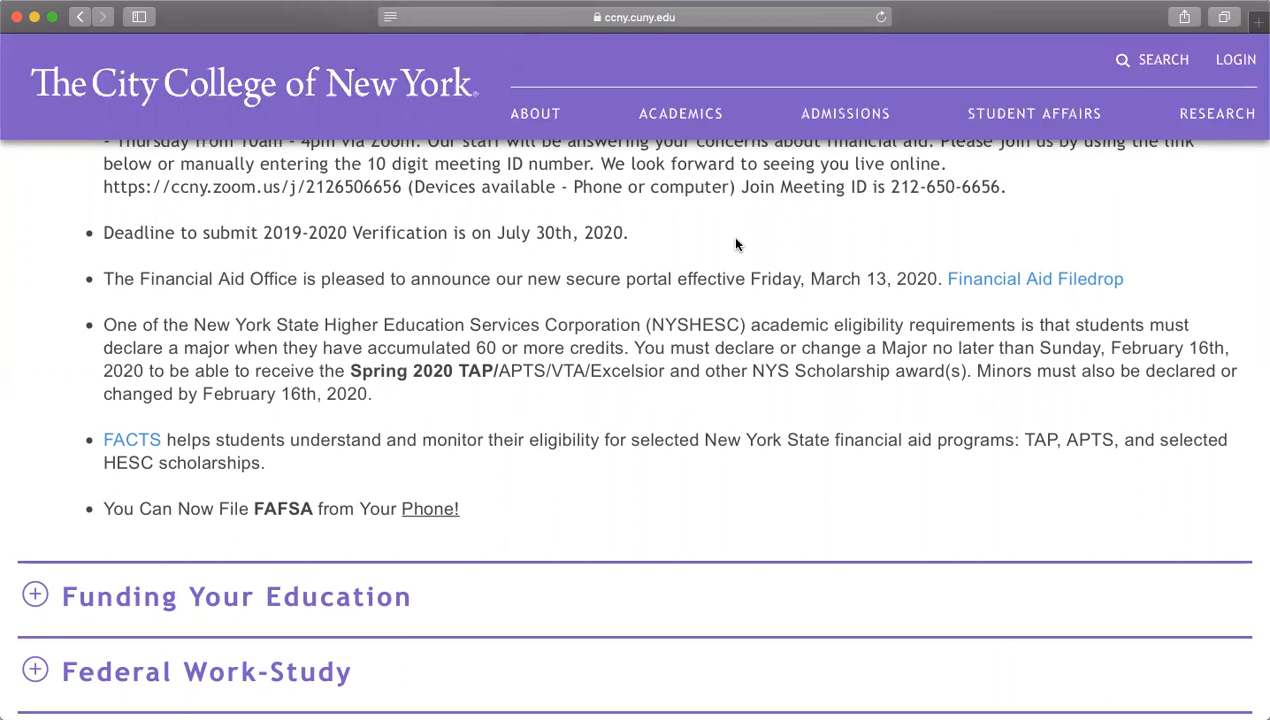 ccny.cuny.edu
The City College of New York
SEARCH
LOGIN
ABOUT
ACADEMICS
ADMISSIONS
STUDENT AFFAIRS
RESEARCH
- Thursday from 10am - 4pm via Zoom. Our staff will be answering your concerns about financial aid. Please join us by using the link
below or manually entering the 10 digit meeting ID number. We look forward to seeing you live online.
https://ccny.zoom.us/j/2126506656 (Devices available - Phone or computer) Join Meeting ID is 212-650-6656.
• Deadline to submit 2019-2020 Verification is on July 30th, 2020.
• The Financial Aid Office is pleased to announce our new secure portal effective Friday, March 13, 2020. Financial Aid Filedrop
• One of the New York State Higher Education Services Corporation (NYSHESC) academic eligibility requirements is that students must
declare a major when they have accumulated 60 or more credits. You must declare or change a Major no later than Sunday, February 16th,
2020 to be able to receive the Spring 2020 TAP/APTS/VTA/Excelsior and other NYS Scholarship award(s). Minors must also be declared or
changed by February 16th, 2020.
• FACTS helps students understand and monitor their eligibility for selected New York State financial aid programs: TAP, APTS, and selected
HESC scholarships.
• You Can Now File FAFSA from Your Phone!
Funding Your Education
Federal Work-Study